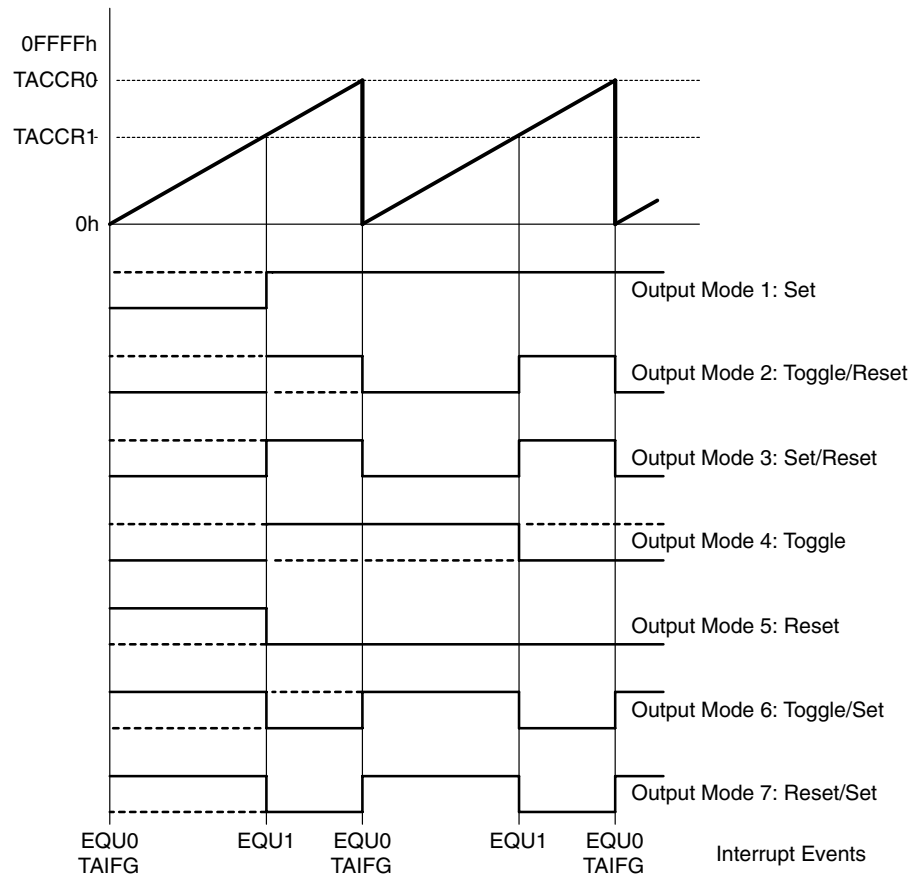 0FFFFh
TACCR0
TACCR1
0h
Output Mode 1: Set
Output Mode 2: Toggle/Reset
Output Mode 3: Set/Reset
Output Mode 4: Toggle
Output Mode 5: Reset
Output Mode 6: Toggle/Set
Output Mode 7: Reset/Set
EQU0
TAIFG
EQU1
EQU0
TAIFG
EQU1
EQU0
TAIFG
Interrupt Events